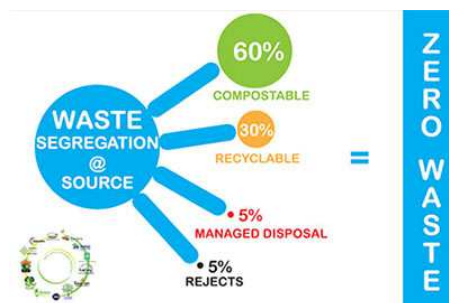 WASTE
SEGREGATION
@
SOURCE
60%
COMPOSTABLE
30%
RECYCLABLE
• 5%
MANAGED DISPOSAL
• 5%
REJECTS
=
ZERO WASTE